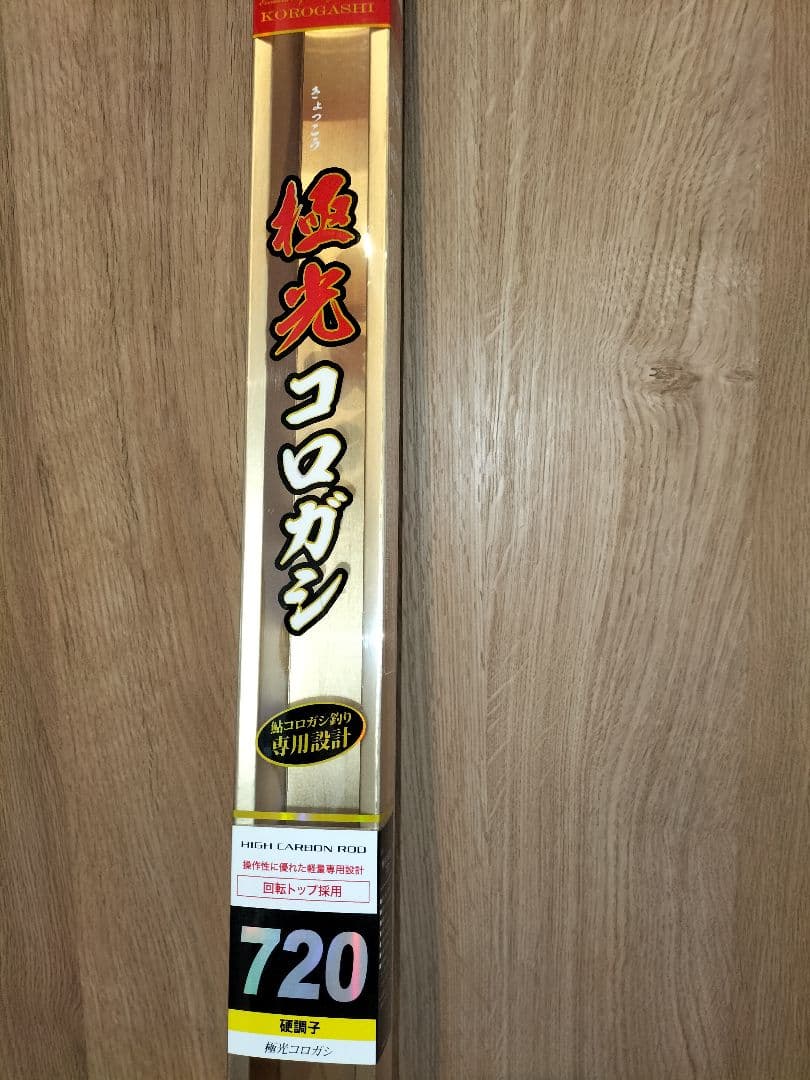 KOROGASHI
きょっこう
極光
コロガシ
鮎コロガシ釣り
専用設計
HIGH CARBON ROD
操作性に優れた軽量専用設計
回転トップ採用
720
硬調子
極光コロガシ